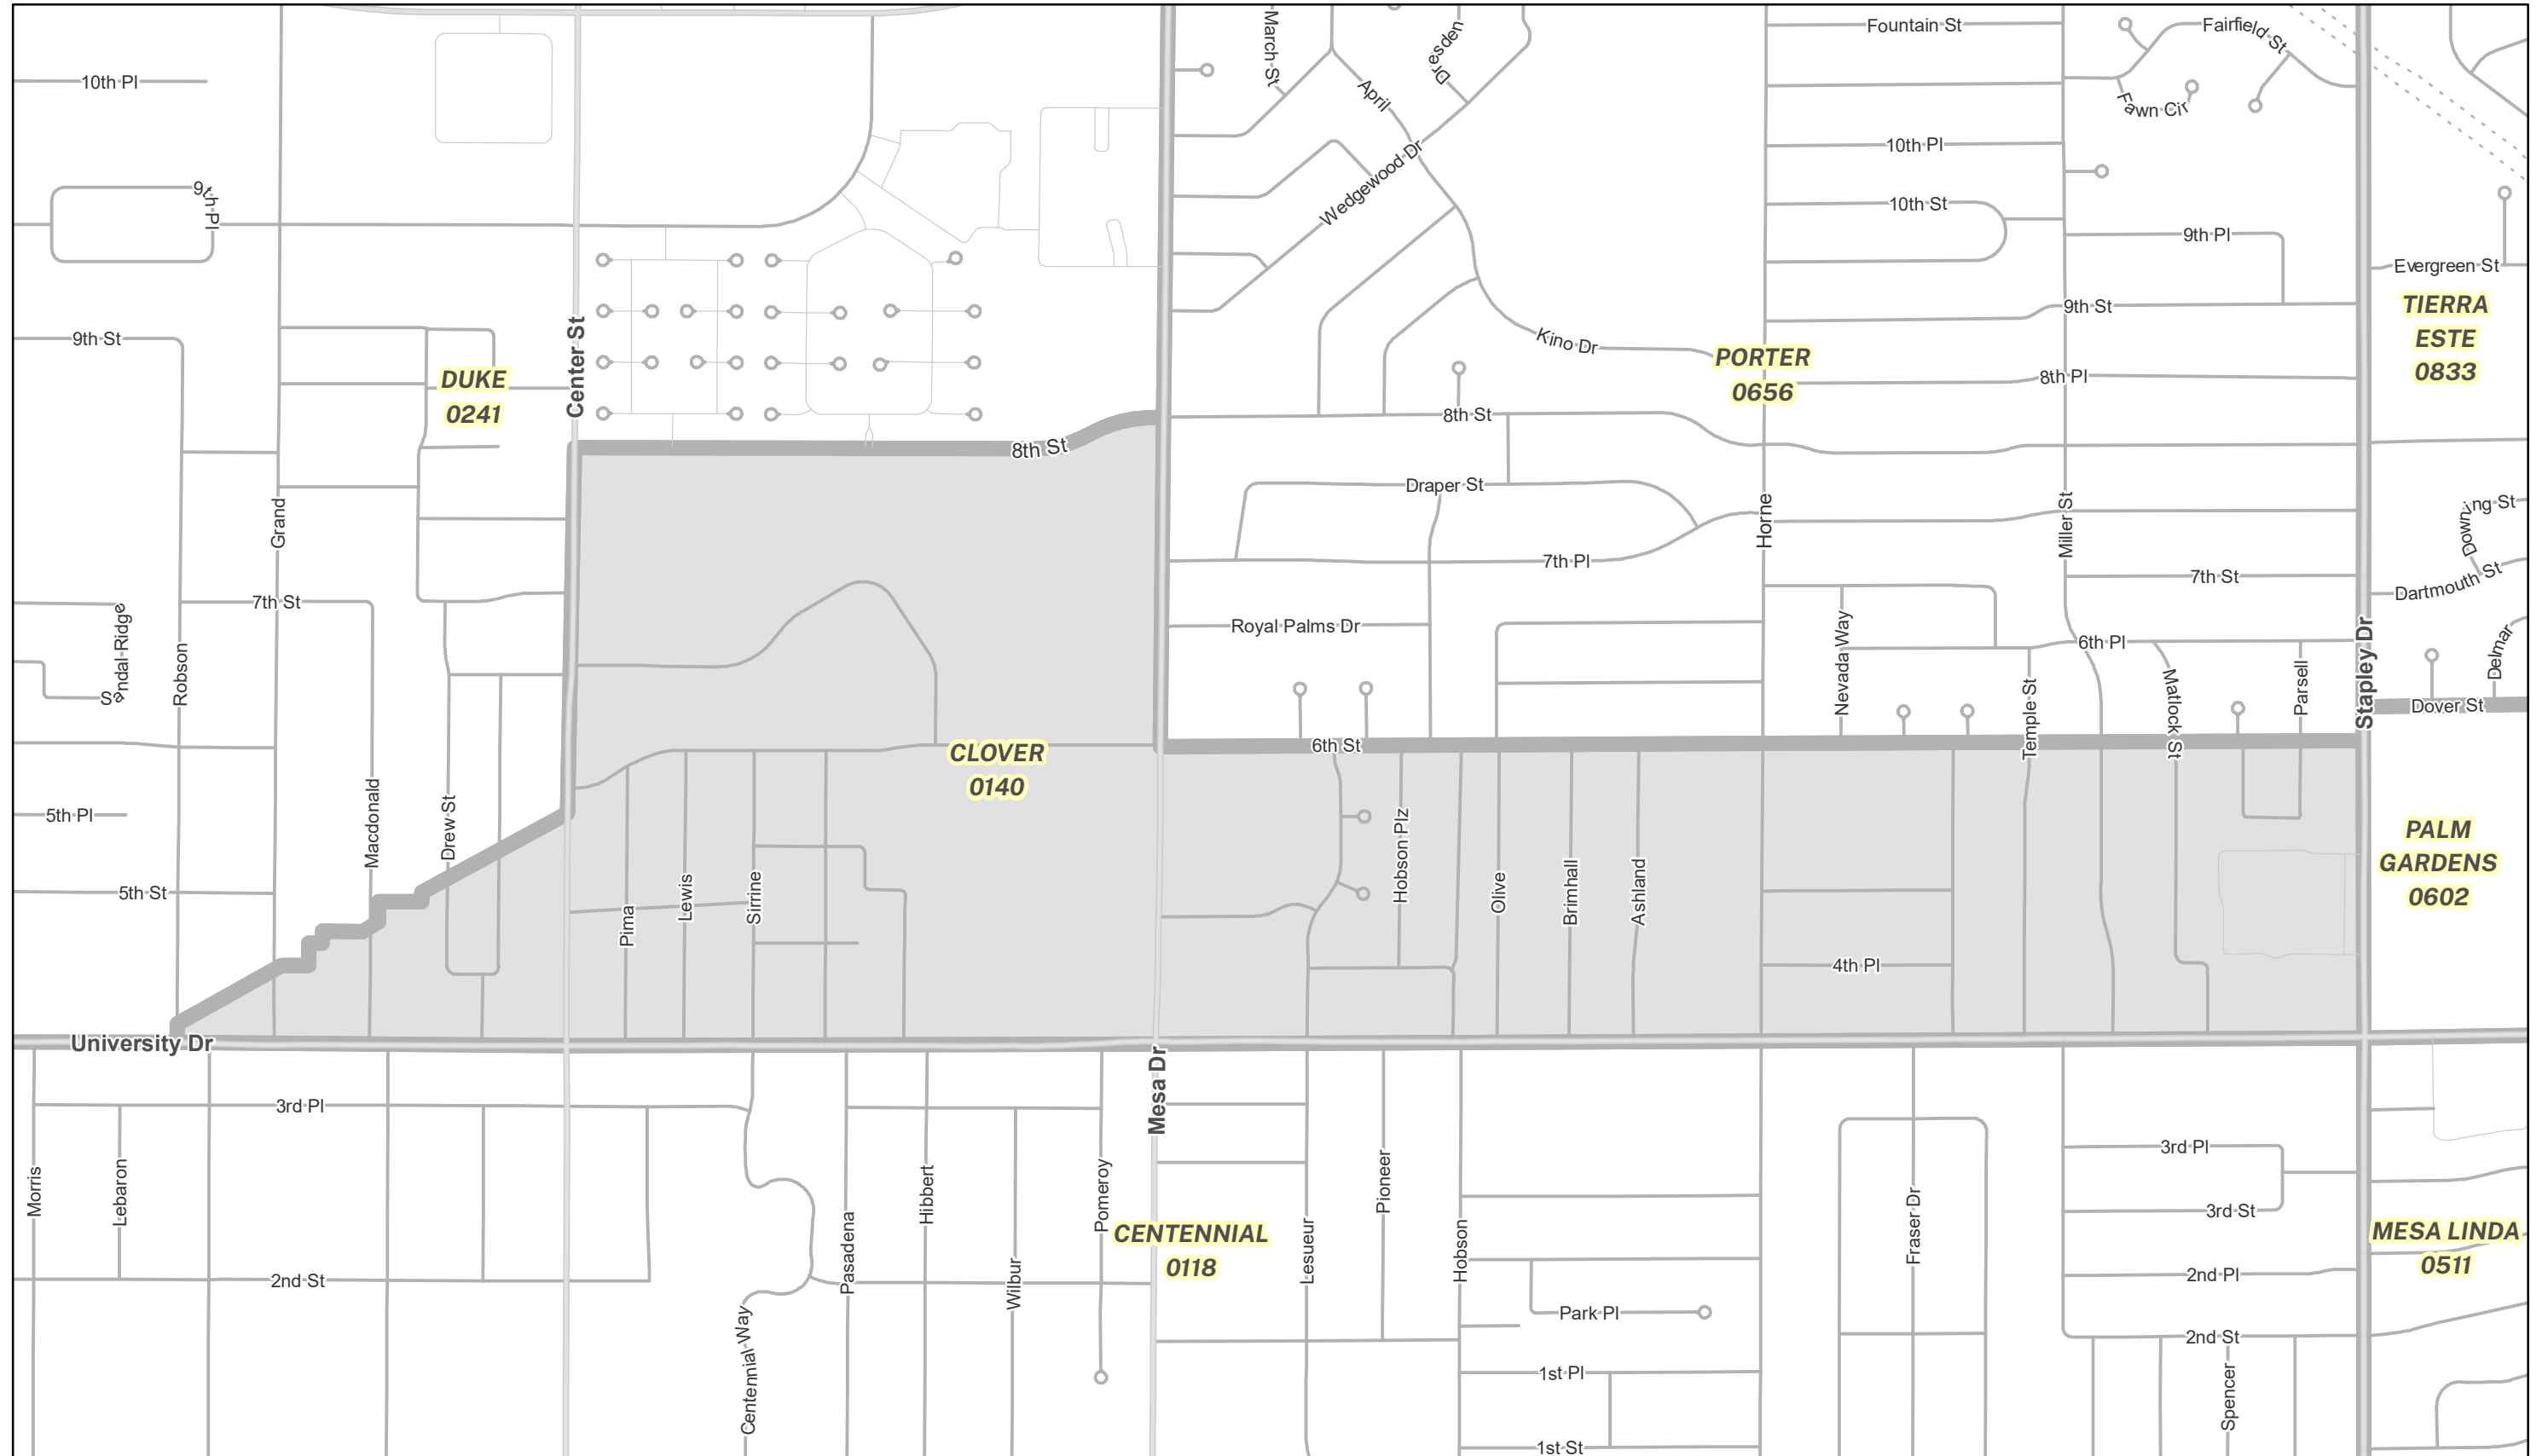 March St
Dresden
Fountain St
Fairfield St
10th Pl
April
Fawn Cir
10th Pl
Wedgewood Dr
9th Pl
10th St
9th Pl
Evergreen St
TIERRA
ESTE
0833
9th St
9th St
Kino Dr
PORTER
0656
8th Pl
DUKE
0241
Center St
8th St
8th St
Draper St
Grand
Horne
Miller St
Downing St
7th Pl
7th St
Dartmouth St
7th St
Sandal Ridge
Robson
Royal Palms Dr
Nevada Way
6th Pl
Delmar
Stapley Dr
Parsell
Matlock St
Temple St
Dover St
6th St
CLOVER
0140
5th Pl
Macdonald
Drew St
Hobson Plz
PALM
GARDENS
0602
5th St
Pima
Lewis
Sirrine
Olive
Brimhall
Ashland
4th Pl
University Dr
Mesa Dr
3rd Pl
3rd Pl
Morris
Lebaron
Hibbert
Pomeroy
Pioneer
Fraser Dr
3rd St
CENTENNIAL
0118
MESA LINDA
0511
Pasadena
Wilbur
Lesueur
Hobson
2nd St
2nd Pl
Park Pl
2nd St
Centennial Way
1st Pl
Spencer
1st St